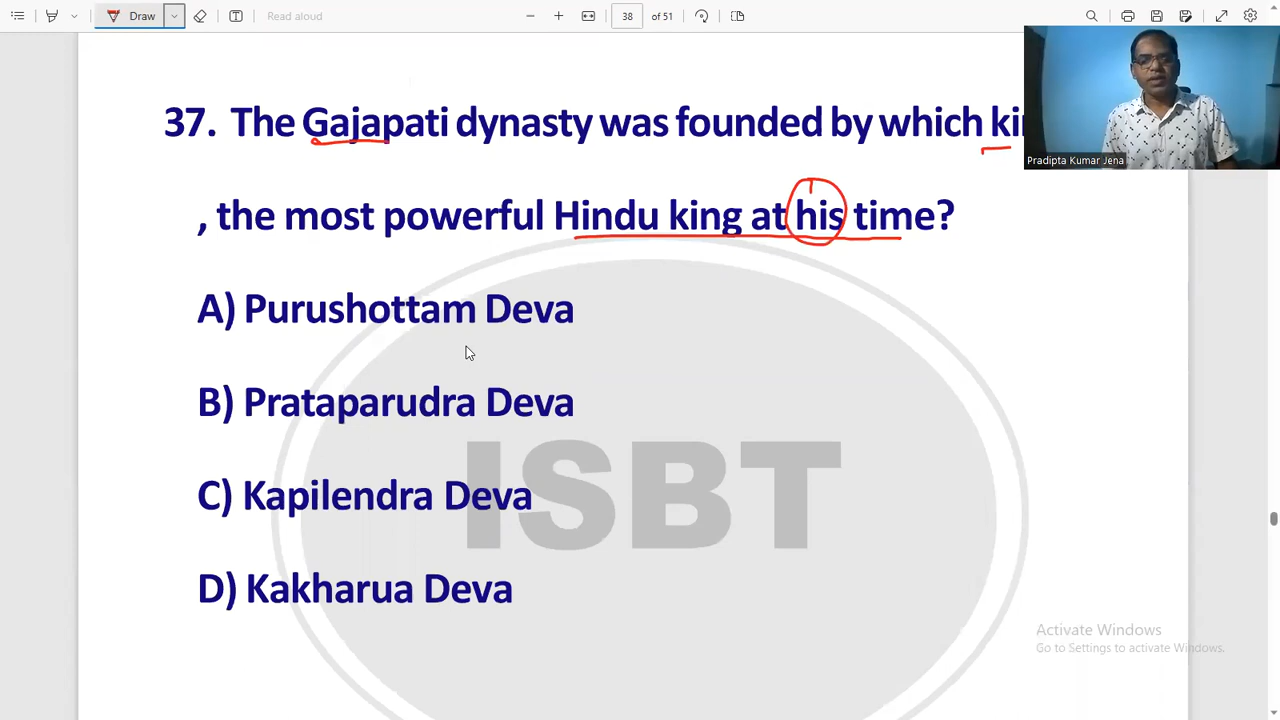 Draw
Read aloud
38 of 51
37. The Gajapati dynasty was founded by which
Pradipta Kumar Jena
, the most powerful Hindu king at his time?
A) Purushottam Deva
B) Prataparudra Deva
C) Kapilendra Deva
ISBT
D) Kakharua Deva
Activate Windows
Go to Settings to activate Windows.